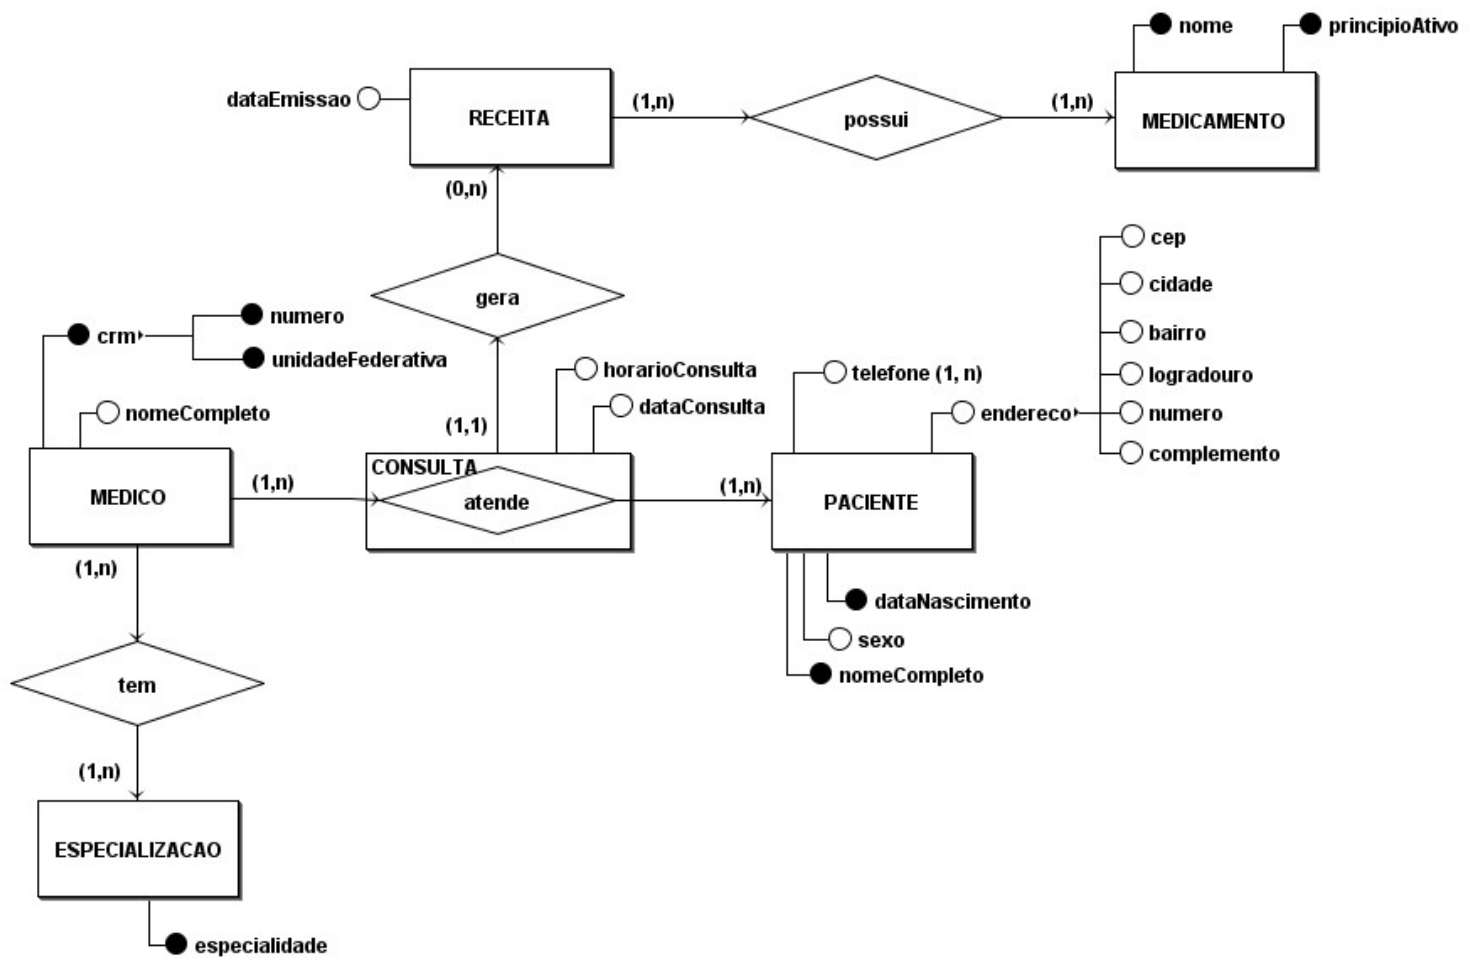 nome
principioAtivo
dataEmissao
RECEITA
(1,n)
possui
(1,n)
MEDICAMENTO
(0,n)
gera
(1,1)
cep
cidade
bairro
logradouro
numero
complemento
crm
numero
unidadeFederativa
nomeCompleto
horarioConsulta
dataConsulta
telefone (1, n)
endereco
MEDICO
(1,n)
CONSULTA
atende
(1,n)
PACIENTE
dataNascimento
sexo
nomeCompleto
(1,n)
tem
(1,n)
ESPECIALIZACAO
especialidade